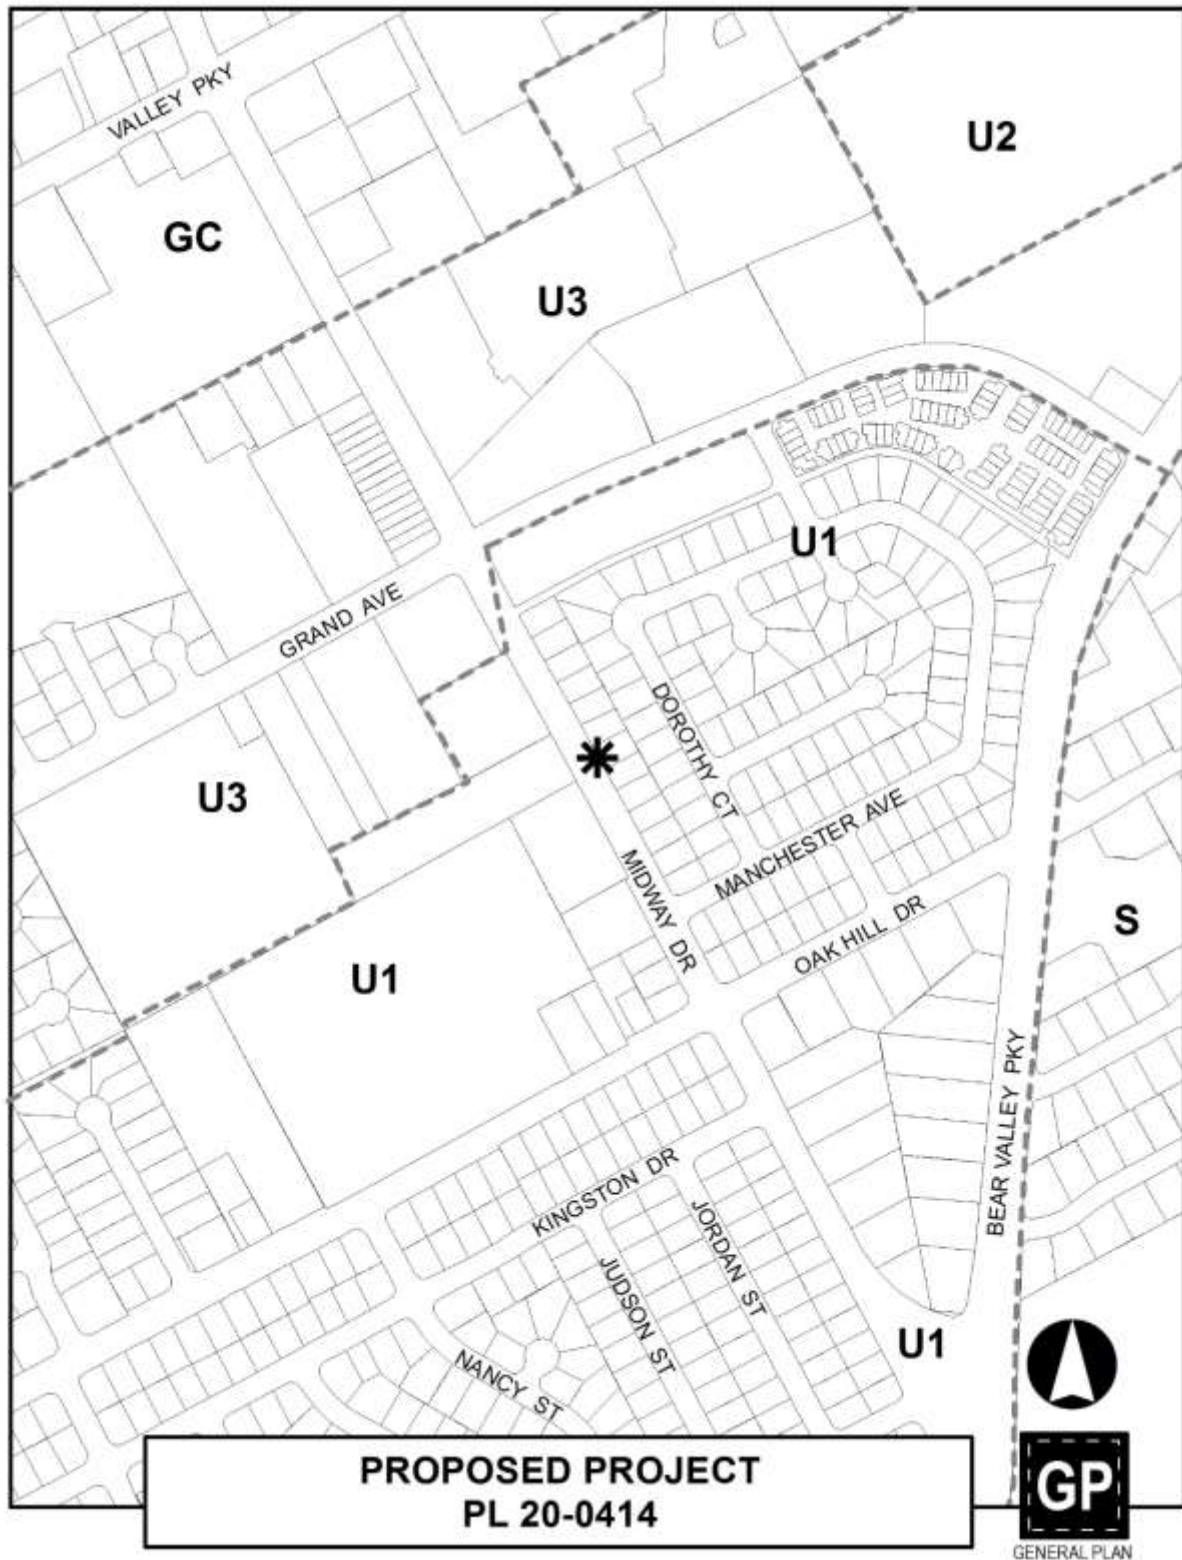 VALLEY PKY
U2
GC
U3
U1
GRAND AVE
DOROTHY CT
U3
MANCHESTER AVE
MIDWAY DR
OAK HILL DR
S
U1
BEAR VALLEY PKY
KINGSTON DR
JORDAN ST
JUDSON ST
U1
NANCY ST
PROPOSED PROJECT
PL 20-0414
GP
GENERAL PLAN